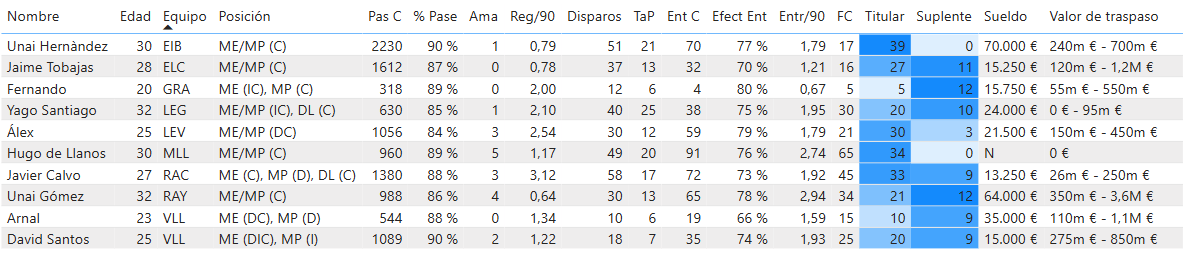 Nombre Edad Equipo Posición Pas C % Pase Ama Reg/90 Disparos TaP Ent C Efect Ent Entr/90 FC Titular Suplente Sueldo Valor de traspaso
Unai Hernàndez 30 EIB ME/MP (C) 2230 90 % 1 0,79 51 21 70 77 % 1,79 17 39 0 70.000 € 240m € - 700m €
Jaime Tobajas 28 ELC ME/MP (C) 1612 87 % 0 0,78 37 13 32 70 % 1,21 16 27 11 15.250 € 120m € - 1,2M €
Fernando 20 GRA ME (IC), MP (C) 318 89 % 0 2,00 12 6 4 80 % 0,67 5 5 12 15.750 € 55m € - 550m €
Yago Santiago 32 LEG ME/MP (IC), DL (C) 630 85 % 1 2,10 40 25 38 75 % 1,95 30 20 10 24.000 € 0 € - 95m €
Álex 25 LEV ME/MP (DC) 1056 84 % 3 2,54 30 12 59 79 % 1,79 21 30 3 21.500 € 150m € - 450m €
Hugo de Llanos 30 MLL ME/MP (C) 960 89 % 5 1,17 49 20 91 76 % 2,74 65 34 0 N 0 €
Javier Calvo 27 RAC ME (C), MP (D), DL (C) 1380 88 % 3 3,12 58 17 72 73 % 1,92 45 33 9 13.250 € 26m € - 250m €
Unai Gómez 32 RAY ME/MP (C) 988 86 % 4 0,64 30 13 65 78 % 2,94 34 21 12 64.000 € 350m € - 3,6M €
Arnal 23 VLL ME (DC), MP (D) 544 88 % 0 1,34 10 6 19 66 % 1,59 15 10 9 35.000 € 110m € - 1,1M €
David Santos 25 VLL ME (DIC), MP (I) 1089 90 % 2 1,22 18 7 35 74 % 1,93 25 20 9 15.000 € 275m € - 850m €